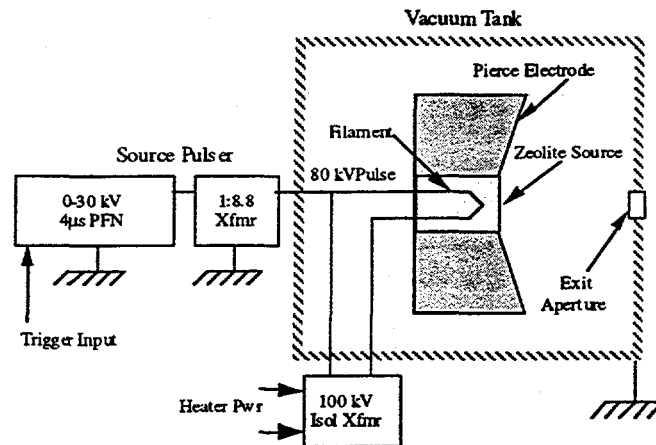 Vacuum Tank
Pierce Electrode
Filament
Zeolite Source
Source Pulser
80 kVPulse
0-30 kV
4μs PFN
1:8.8
Xfmr
Exit
Aperture
Trigger Input
Heater Pwr
100 kV
Isol Xfmr